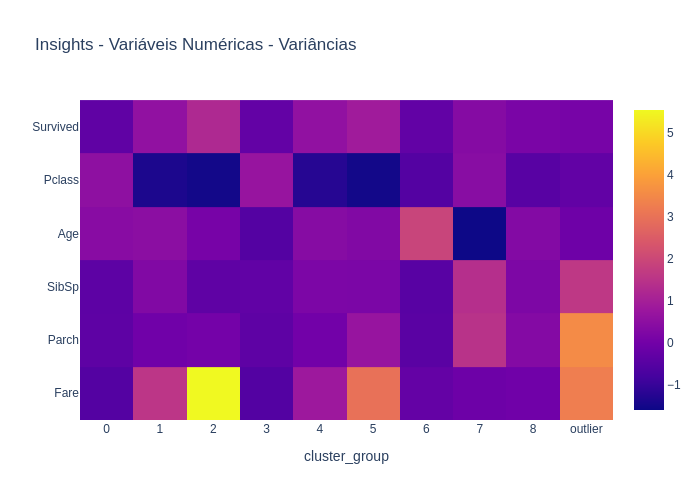 Insights - Variáveis Numéricas - Variâncias
Survived
Pclass
Age
SibSp
Parch
Fare
0 1 2 3 4 5 6 7 8 outlier
cluster_group
5
4
3
2
1
0
−1